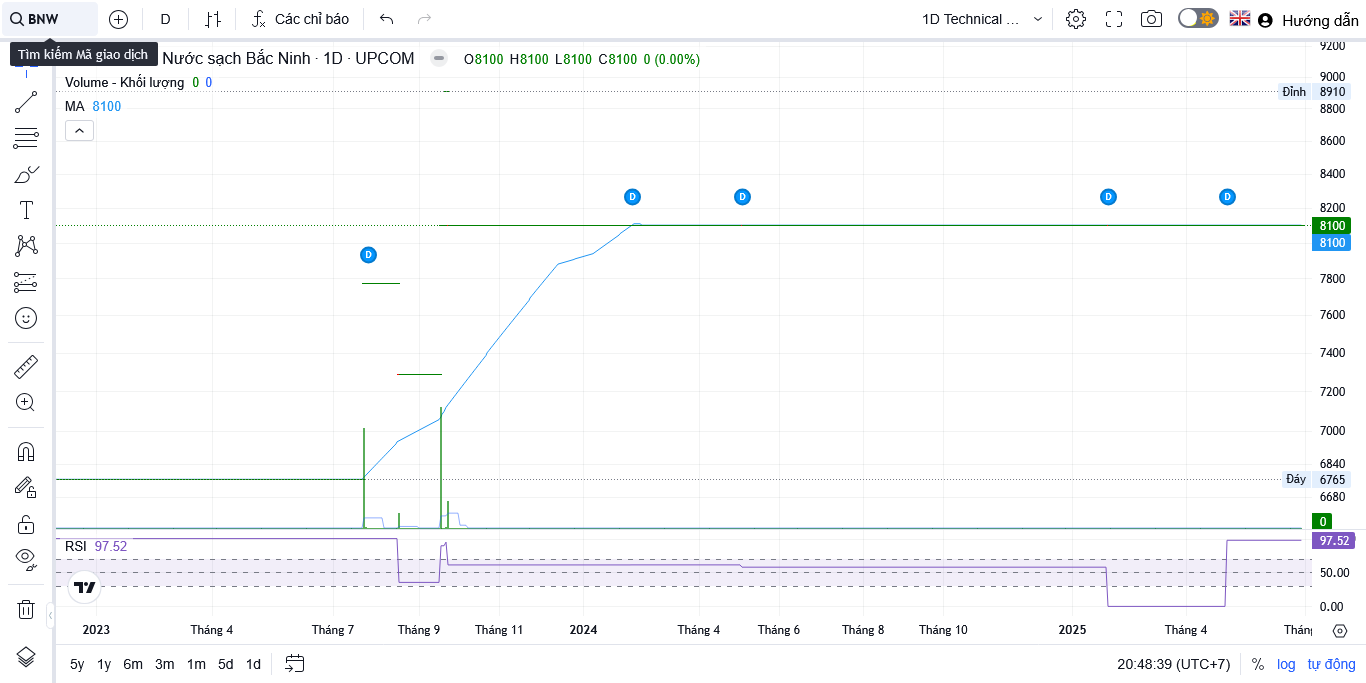 BNW D Các chỉ báo 1D Technical ... Hướng dẫn
Tìm kiếm Mã giao dịch
Nước sạch Bắc Ninh · 1D · UPCOM O8100 H8100 L8100 C8100 0 (0.00%)
Volume - Khối lượng 0 0
MA 8100
9200
9000
Đỉnh 8910
8800
8600
8400
8200
D D D D
8100
8100
D
7800
7600
7400
7200
7000
6840
Đáy 6765
6680
0
RSI 97.52
97.52
50.00
0.00
2023 Tháng 4 Tháng 7 Tháng 9 Tháng 11 2024 Tháng 4 Tháng 6 Tháng 8 Tháng 10 2025 Tháng 4
5y 1y 6m 3m 1m 5d 1d 20:48:39 (UTC+7) % log tự động